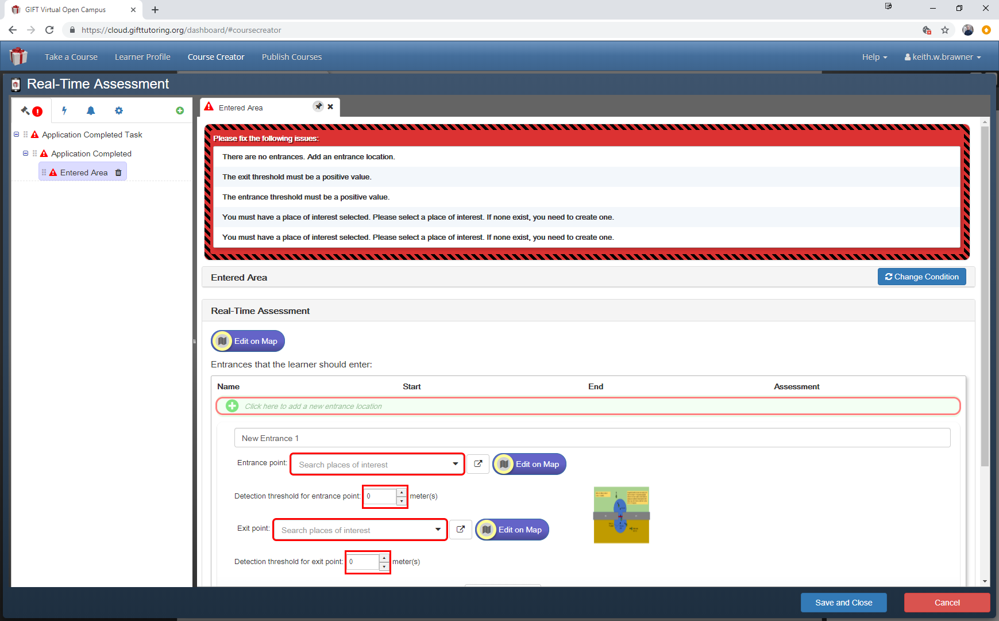 GIFT Virtual Open Campus
https://cloud.gifttutoring.org/dashboard/#coursecreator
Take a Course
Learner Profile
Course Creator
Publish Courses
Help
keith.w.brawner
Real-Time Assessment
Application Completed Task
Application Completed
Entered Area
Entered Area
Please fix the following issues:
There are no entrances. Add an entrance location.
The exit threshold must be a positive value.
The entrance threshold must be a positive value.
You must have a place of interest selected. Please select a place of interest. If none exist, you need to create one.
You must have a place of interest selected. Please select a place of interest. If none exist, you need to create one.
Entered Area
Change Condition
Real-Time Assessment
Edit on Map
Entrances that the learner should enter:
Name Start End Assessment
Click here to add a new entrance location
New Entrance 1
Entrance point: Search places of interest Edit on Map
Detection threshold for entrance point: 0 meter(s)
Exit point: Search places of interest Edit on Map
Detection threshold for exit point: 0 meter(s)
Save and Close
Cancel